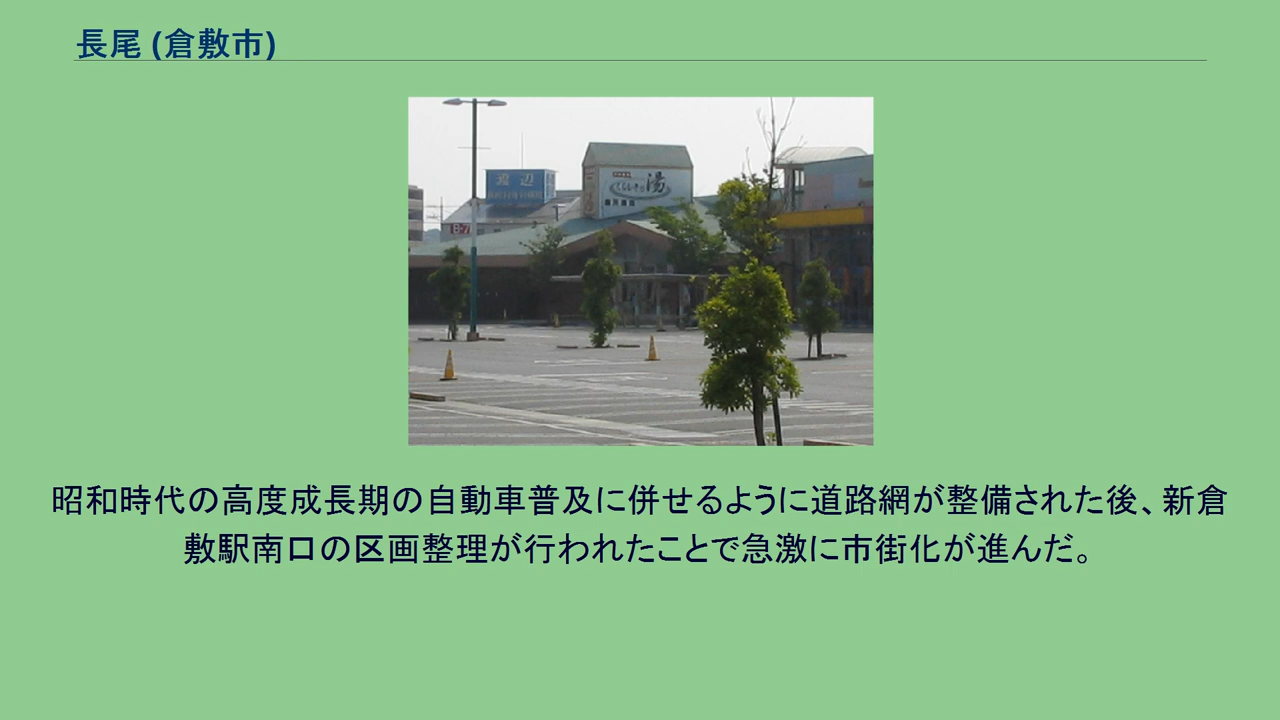 長尾 (倉敷市)
渡辺
湯
昭和時代の高度成長期の自動車普及に併せるように道路網が整備された後、新倉
敷駅南口の区画整理が行われたことで急激に市街化が進んだ。